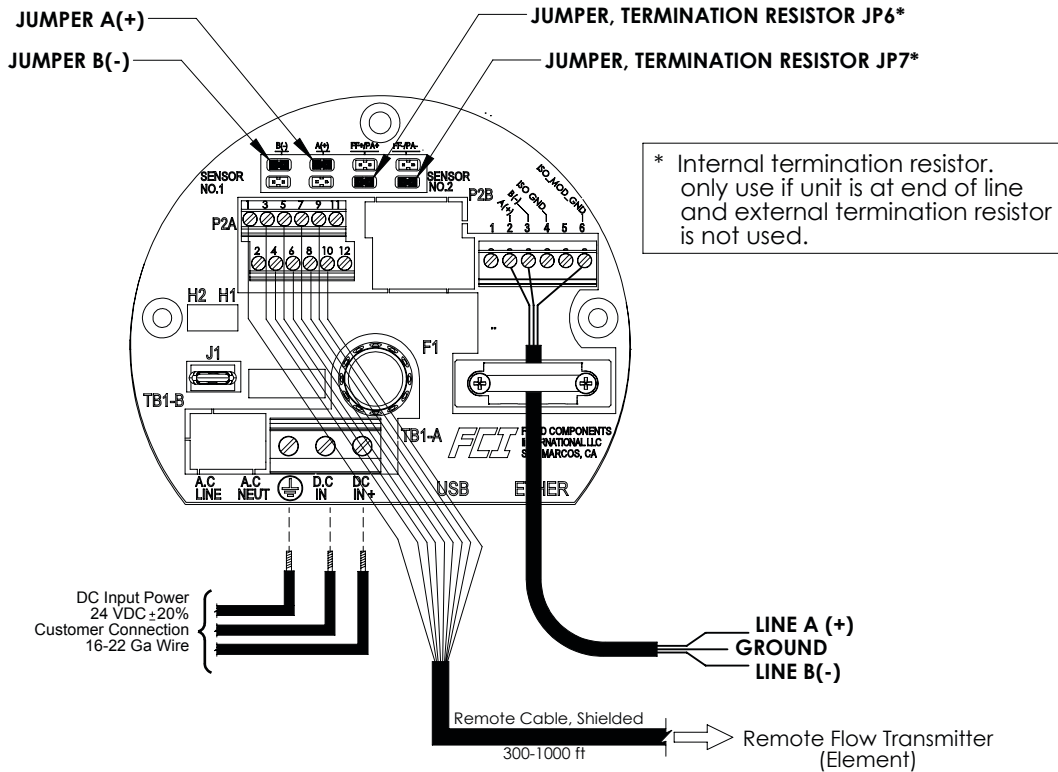 JUMPER A(+)
JUMPER, TERMINATION RESISTOR JP6*
JUMPER B(-)
JUMPER, TERMINATION RESISTOR JP7*
* Internal termination resistor.
only use if unit is at end of line
and external termination resistor
is not used.
B(-) A(+) FF+/PA+ FF-/PA-
SENSOR
NO.1
SENSOR
NO.2
P2A
1 3 5 7 9 11
2 4 6 8 10 12
P2B
A(+)
B(-)
ISO GND
ISO_MOD_GND
1 2 3 4 5 6
H2 H1
J1
F1
TB1-B
TB1-A
FCI
COMPONENTS
LLC
MARCOS, CA
A.C
LINE
A.C
NEUT
D.C
IN
DC
IN +
USB
DC Input Power
24 VDC ±20%
Customer Connection
16-22 Ga Wire
LINE A (+)
GROUND
LINE B(-)
Remote Cable, Shielded
300-1000 ft
Remote Flow Transmitter
(Element)